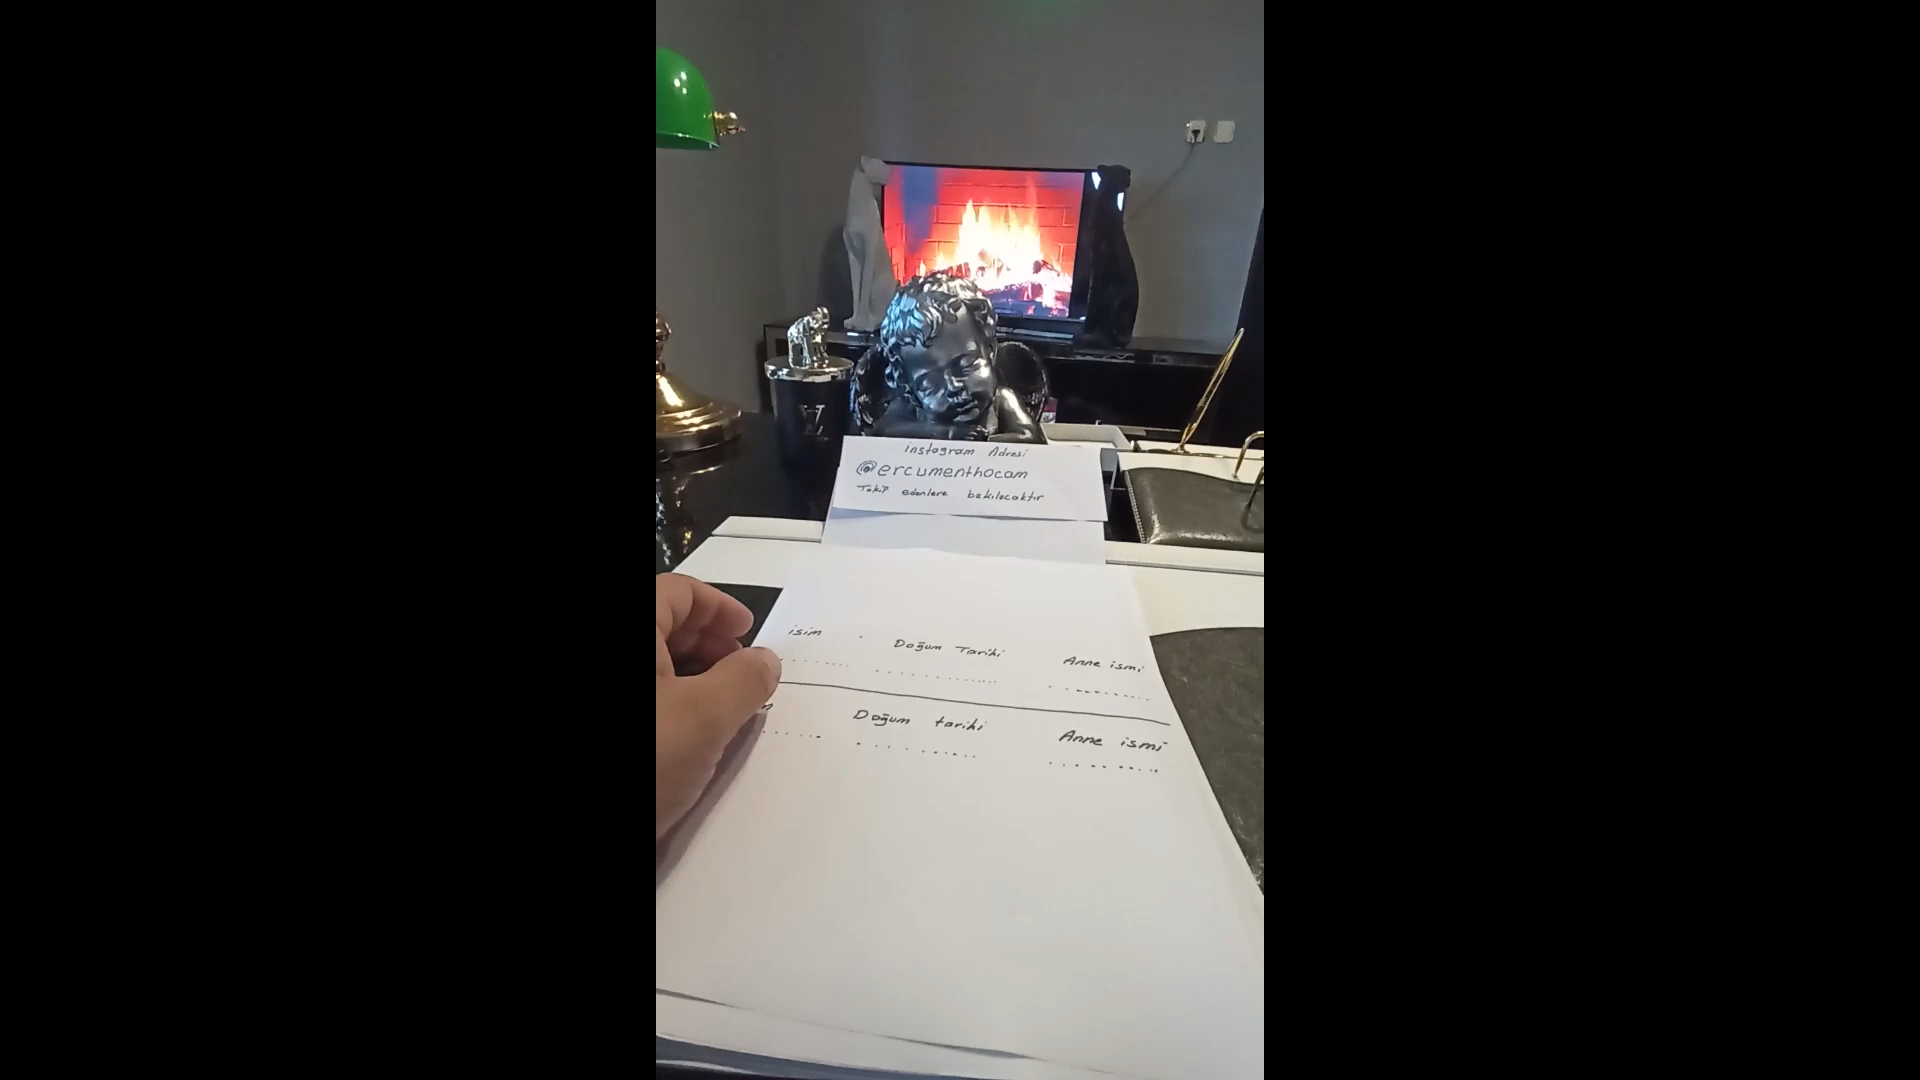 instagram Adresi
@ercumenthocam
Takip edenlere bakılacaktır
isim Doğum Tarihi Anne ismi
Doğum tarihi Anne ismi